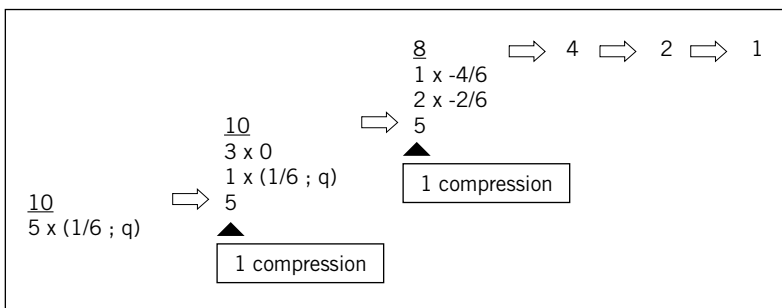 10
5 x (1/6 ; q)
10
3 x 0
1 x (1/6 ; q)
5
1 compression
8
1 x -4/6
2 x -2/6
5
1 compression
4
2
1